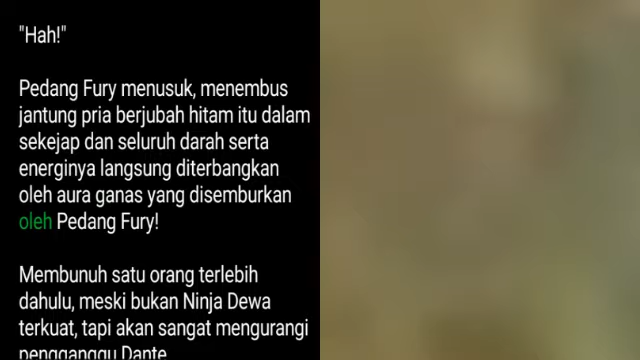 "Hah!"
Pedang Fury menusuk, menembus
jantung pria berjubah hitam itu dalam
sekejap dan seluruh darah serta
energinya langsung diterbangkan
oleh aura ganas yang disemburkan
oleh Pedang Fury!
Membunuh satu orang terlebih
dahulu, meski bukan Ninja Dewa
terkuat, tapi akan sangat mengurangi
pengganggu Dante